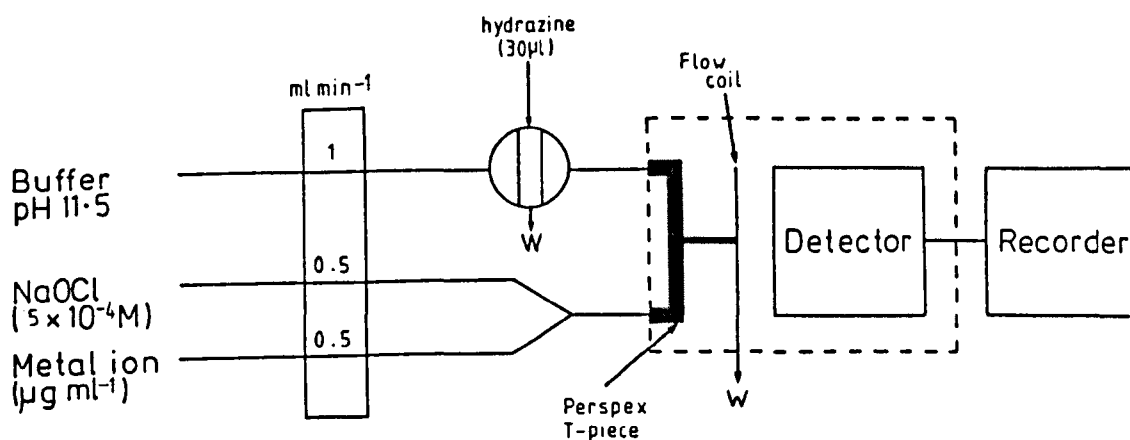 hydrazine
(30µl)
Flow
coil
ml min-1
1
Buffer
pH 11·5
W
Detector
Recorder
0.5
NaOCl
(5 x 10-4M)
0.5
Metal ion
(µg ml-1)
W
Perspex
T-piece